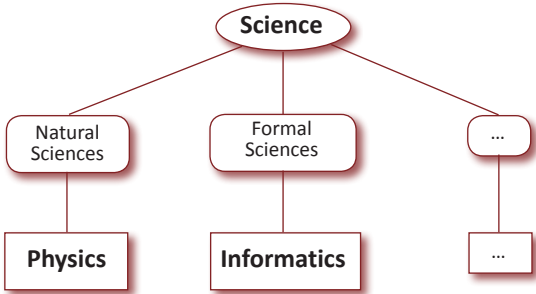 Science
Natural
Sciences
Formal
Sciences
...
Physics
Informatics
...